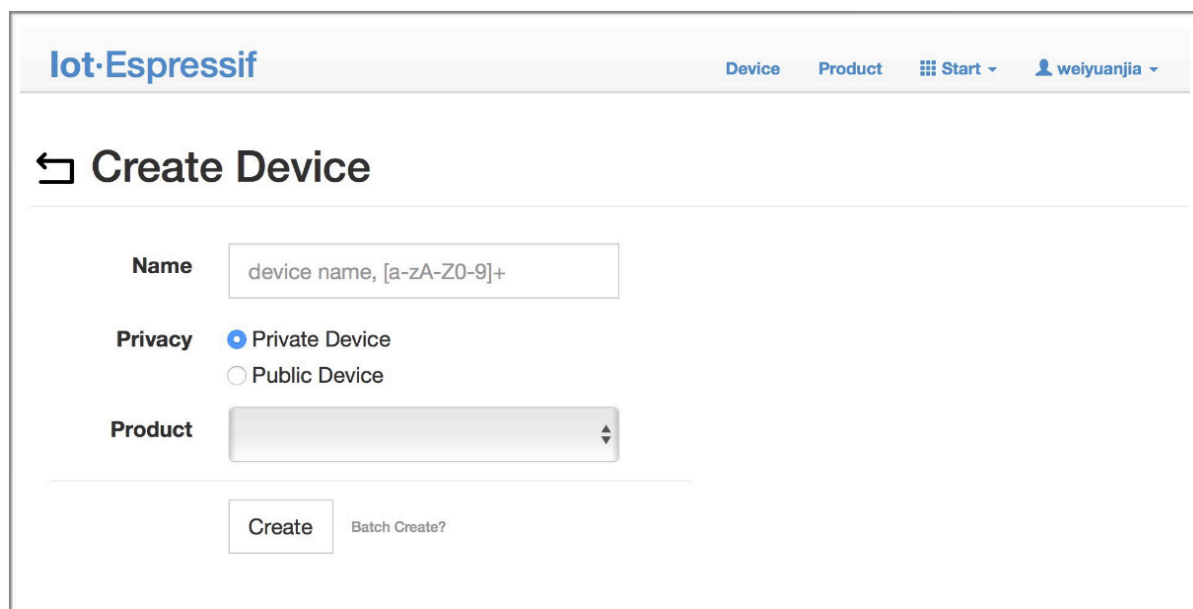 Iot·Espressif
Device Product Start weiyuanjia
Create Device
Name device name, [a-zA-Z0-9]+
Privacy Private Device
Public Device
Product
Create Batch Create?